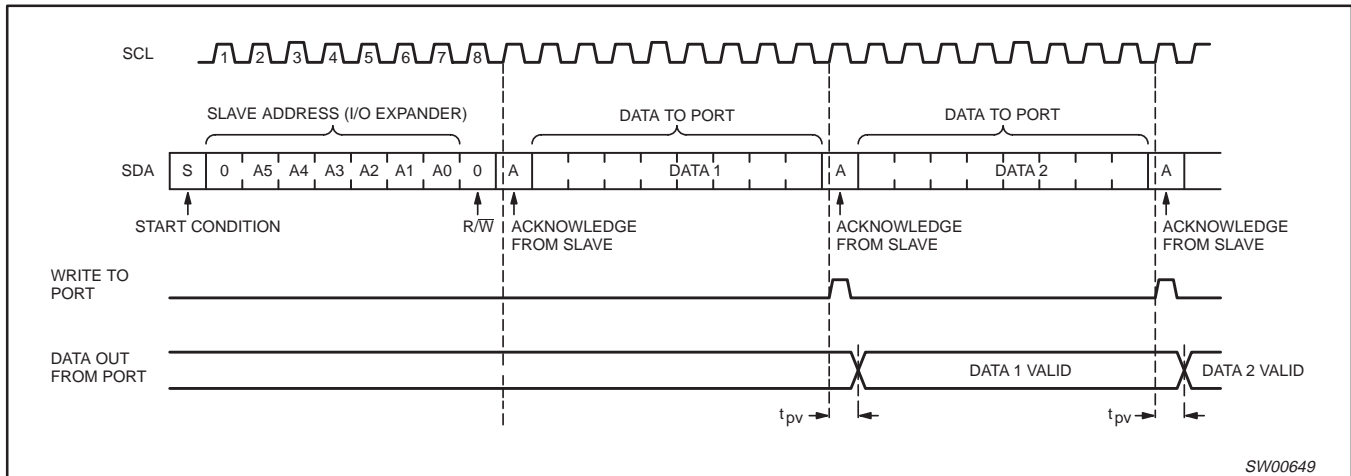 SCL
1 2 3 4 5 6 7 8
SLAVE ADDRESS (I/O EXPANDER) DATA TO PORT DATA TO PORT
SDA S 0 A5 A4 A3 A2 A1 A0 0 A DATA 1 A DATA 2 A
START CONDITION R/W̅ ACKNOWLEDGE FROM SLAVE ACKNOWLEDGE FROM SLAVE ACKNOWLEDGE FROM SLAVE
WRITE TO
PORT
DATA OUT
FROM PORT
DATA 1 VALID DATA 2 VALID
tpv tpv
SW00649